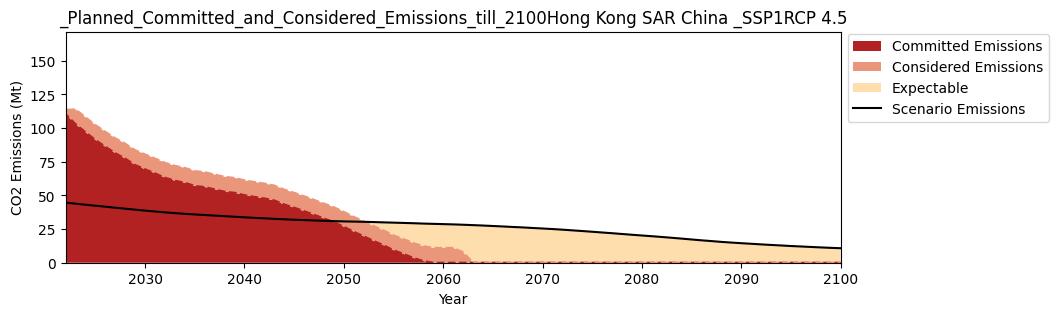 _Planned_Committed_and_Considered_Emissions_till_2100Hong Kong SAR China _SSP1RCP 4.5
Committed Emissions
Considered Emissions
Expectable
Scenario Emissions
CO2 Emissions (Mt)
150
125
100
75
50
25
0
2030 2040 2050 2060 2070 2080 2090 2100
Year